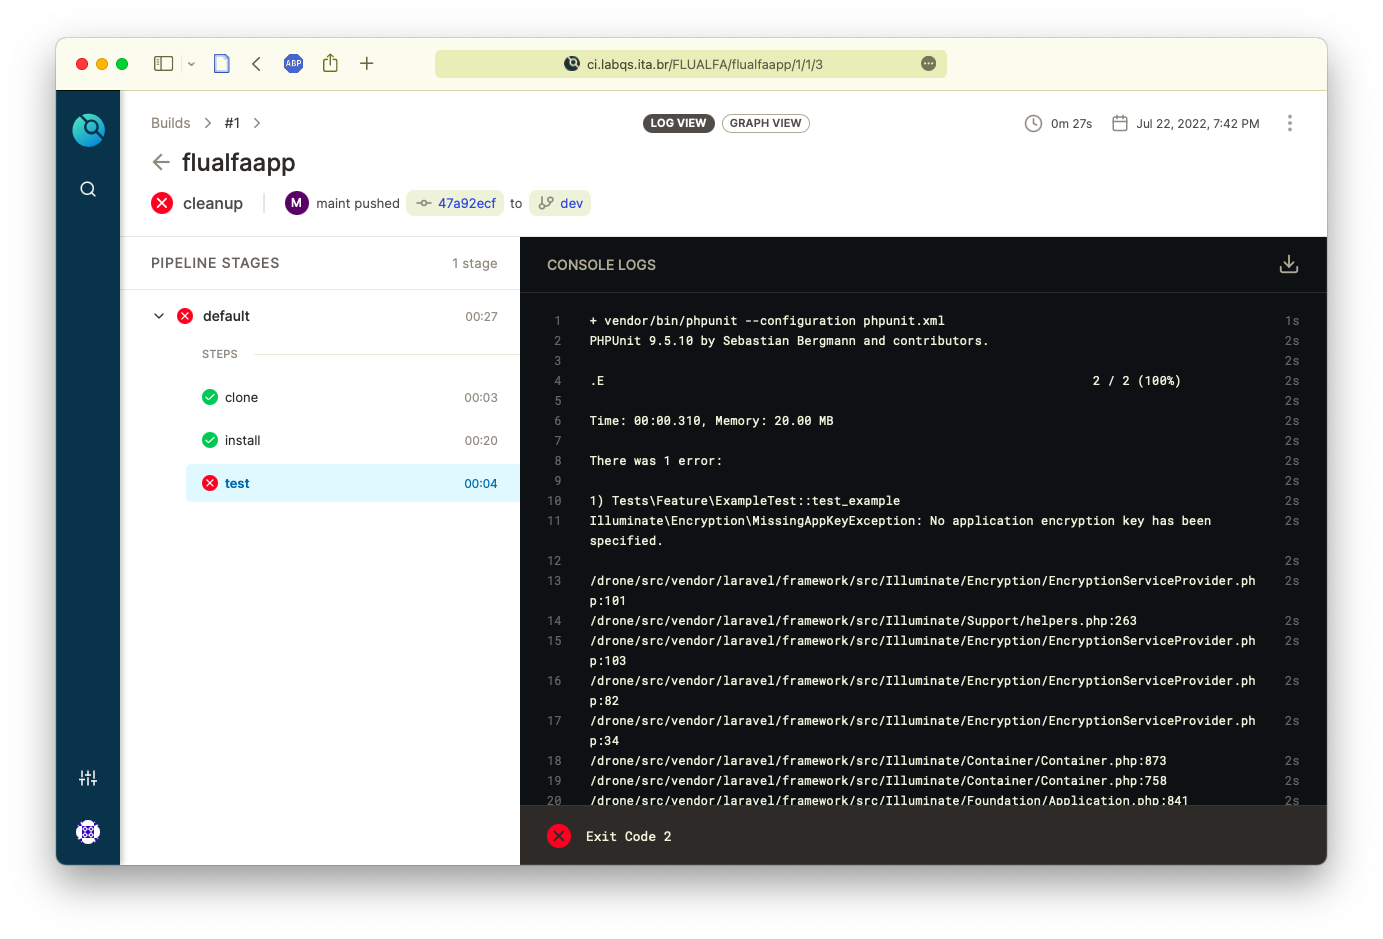 ABP
ci.labqs.ita.br/FLUALFA/flualfaapp/1/1/3
Builds > #1 >
LOG VIEW
GRAPH VIEW
0m 27s
Jul 22, 2022, 7:42 PM
flualfaapp
cleanup
M
maint pushed
47a92ecf
to
dev
PIPELINE STAGES
1 stage
default 00:27
STEPS
clone 00:03
install 00:20
test 00:04
CONSOLE LOGS
1 + vendor/bin/phpunit --configuration phpunit.xml 1s
2 PHPUnit 9.5.10 by Sebastian Bergmann and contributors. 2s
3 2s
4 .E 2 / 2 (100%) 2s
5 2s
6 Time: 00:00.310, Memory: 20.00 MB 2s
7 2s
8 There was 1 error: 2s
9 2s
10 1) Tests\Feature\ExampleTest::test_example 2s
11 Illuminate\Encryption\MissingAppKeyException: No application encryption key has been 2s
specified.
12 2s
13 /drone/src/vendor/laravel/framework/src/Illuminate/Encryption/EncryptionServiceProvider.ph 2s
p:101
14 /drone/src/vendor/laravel/framework/src/Illuminate/Support/helpers.php:263 2s
15 /drone/src/vendor/laravel/framework/src/Illuminate/Encryption/EncryptionServiceProvider.ph 2s
p:103
16 /drone/src/vendor/laravel/framework/src/Illuminate/Encryption/EncryptionServiceProvider.ph 2s
p:82
17 /drone/src/vendor/laravel/framework/src/Illuminate/Encryption/EncryptionServiceProvider.ph 2s
p:34
18 /drone/src/vendor/laravel/framework/src/Illuminate/Container/Container.php:873 2s
19 /drone/src/vendor/laravel/framework/src/Illuminate/Container/Container.php:758 2s
20 /drone/src/vendor/laravel/framework/src/Illuminate/Foundation/Application.php:841 2s
Exit Code 2